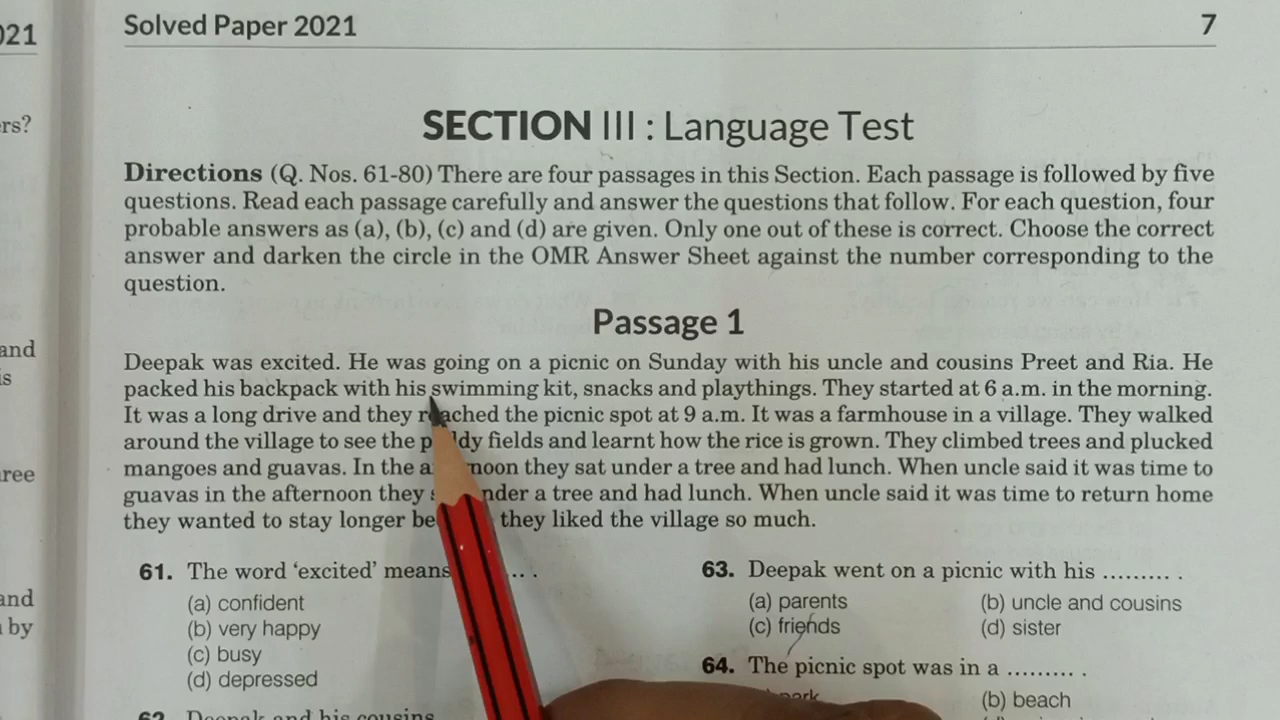 021
rs?
and
is
ree
and
by
Solved Paper 2021 7
SECTION III : Language Test
Directions (Q. Nos. 61-80) There are four passages in this Section. Each passage is followed by five
questions. Read each passage carefully and answer the questions that follow. For each question, four
probable answers as (a), (b), (c) and (d) are given. Only one out of these is correct. Choose the correct
answer and darken the circle in the OMR Answer Sheet against the number corresponding to the
question.
Passage 1
Deepak was excited. He was going on a picnic on Sunday with his uncle and cousins Preet and Ria. He
packed his backpack with his swimming kit, snacks and playthings. They started at 6 a.m. in the morning.
It was a long drive and they reached the picnic spot at 9 a.m. It was a farmhouse in a village. They walked
around the village to see the paddy fields and learnt how the rice is grown. They climbed trees and plucked
mangoes and guavas. In the afternoon they sat under a tree and had lunch. When uncle said it was time to
guavas in the afternoon they under a tree and had lunch. When uncle said it was time to return home
they wanted to stay longer they liked the village so much.
61. The word ‘excited’ means ... .
(a) confident
(b) very happy
(c) busy
(d) depressed
62. Deepak and his cousins
63. Deepak went on a picnic with his ......... .
(a) parents (b) uncle and cousins
(c) friends (d) sister
64. The picnic spot was in a ......... .
(b) beach